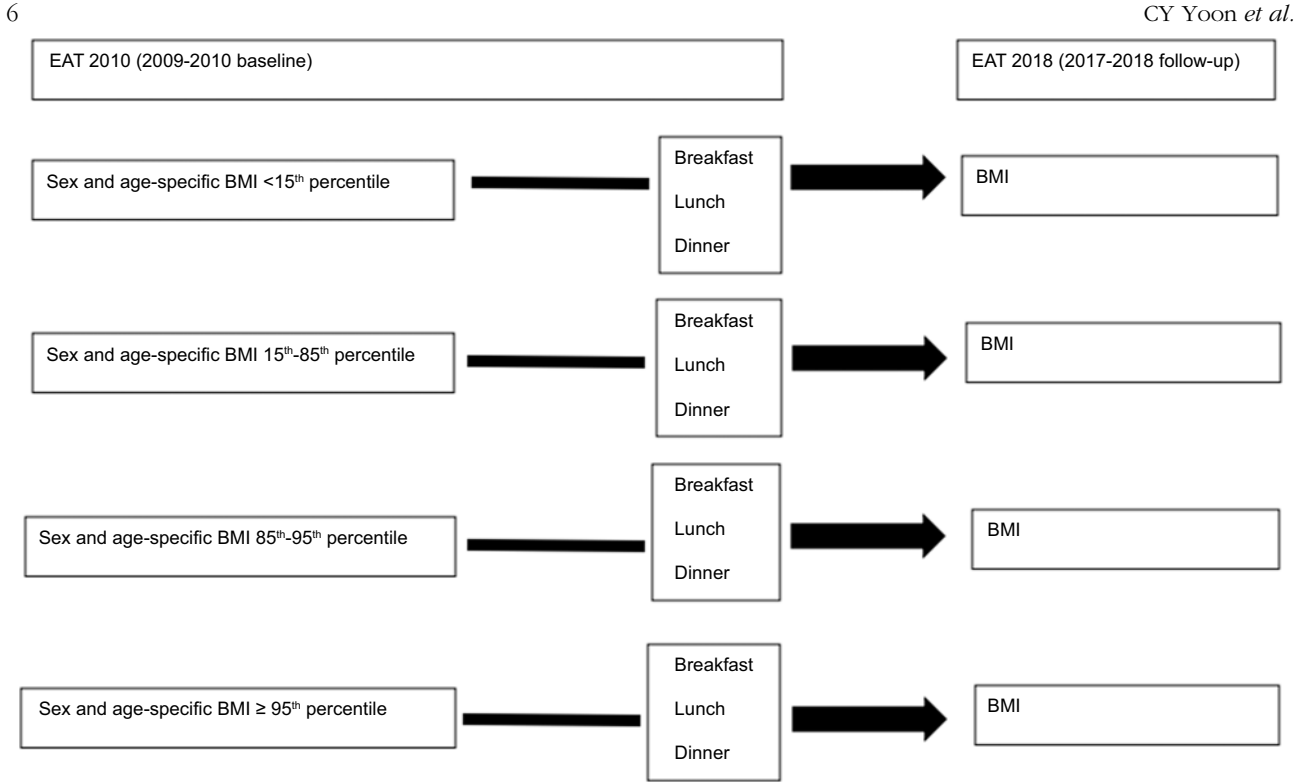 6
CY Yoon et al.
EAT 2010 (2009-2010 baseline)
EAT 2018 (2017-2018 follow-up)
Sex and age-specific BMI <15th percentile
Breakfast
Lunch
Dinner
BMI
Sex and age-specific BMI 15th-85th percentile
Breakfast
Lunch
Dinner
BMI
Sex and age-specific BMI 85th-95th percentile
Breakfast
Lunch
Dinner
BMI
Sex and age-specific BMI ≥ 95th percentile
Breakfast
Lunch
Dinner
BMI